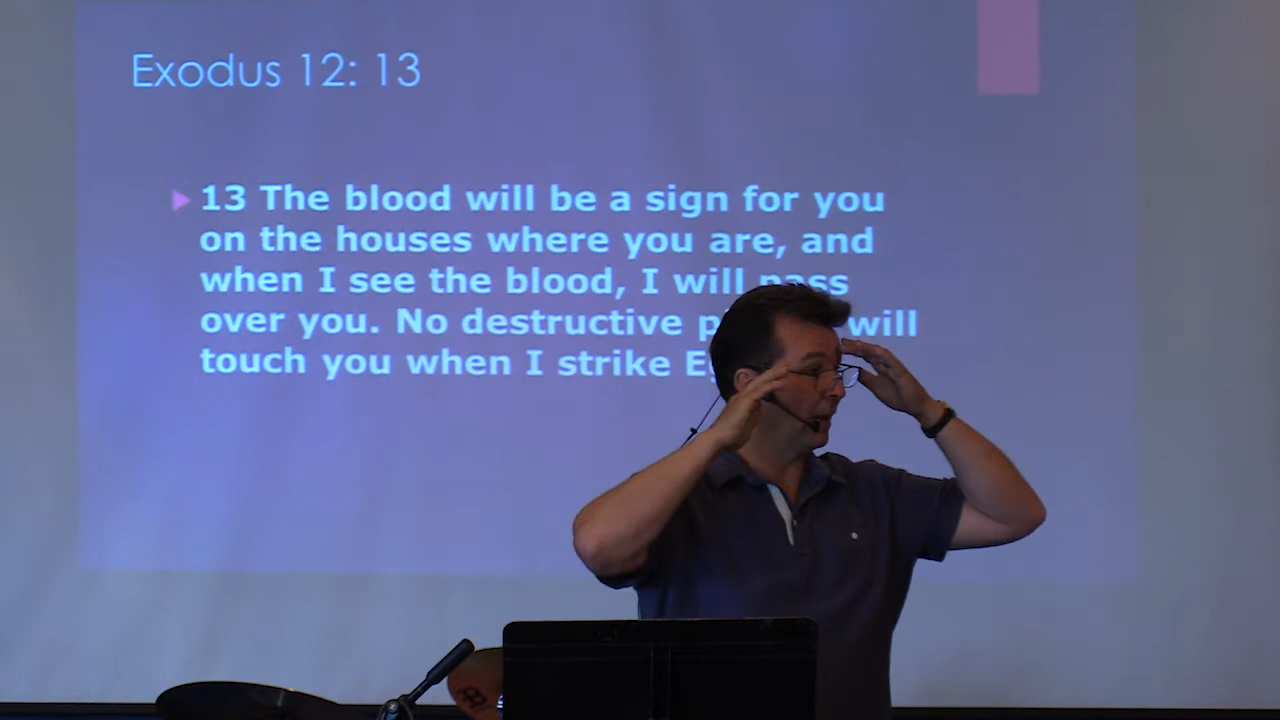 Exodus 12: 13
13 The blood will be a sign for you
on the houses where you are, and
when I see the blood, I will pass
over you. No destructive will
touch you when I strike